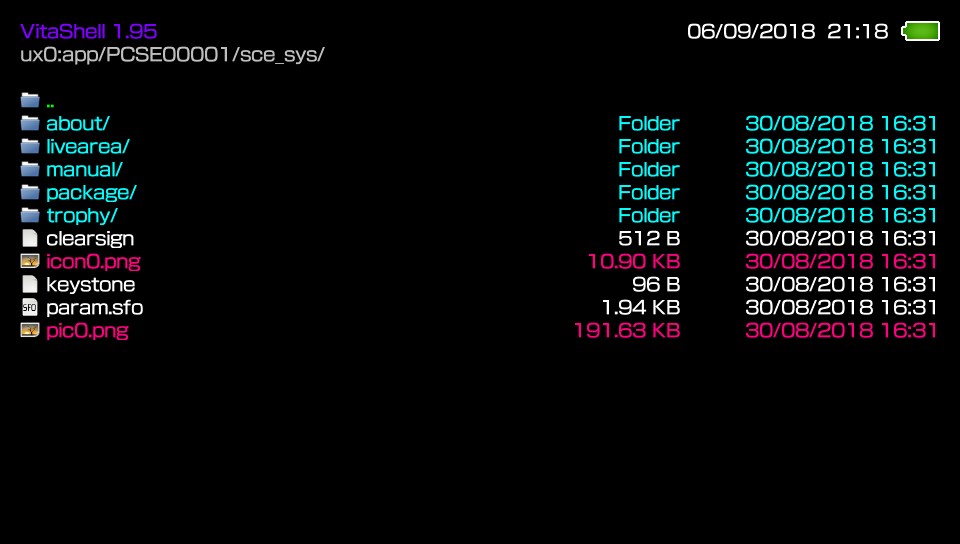 VitaShell 1.95 06/09/2018 21:18
ux0:app/PCSE00001/sce_sys/
..
about/ Folder 30/08/2018 16:31
livearea/ Folder 30/08/2018 16:31
manual/ Folder 30/08/2018 16:31
package/ Folder 30/08/2018 16:31
trophy/ Folder 30/08/2018 16:31
clearsign 512 B 30/08/2018 16:31
icon0.png 10.90 KB 30/08/2018 16:31
keystone 96 B 30/08/2018 16:31
SFO param.sfo 1.94 KB 30/08/2018 16:31
pic0.png 191.63 KB 30/08/2018 16:31